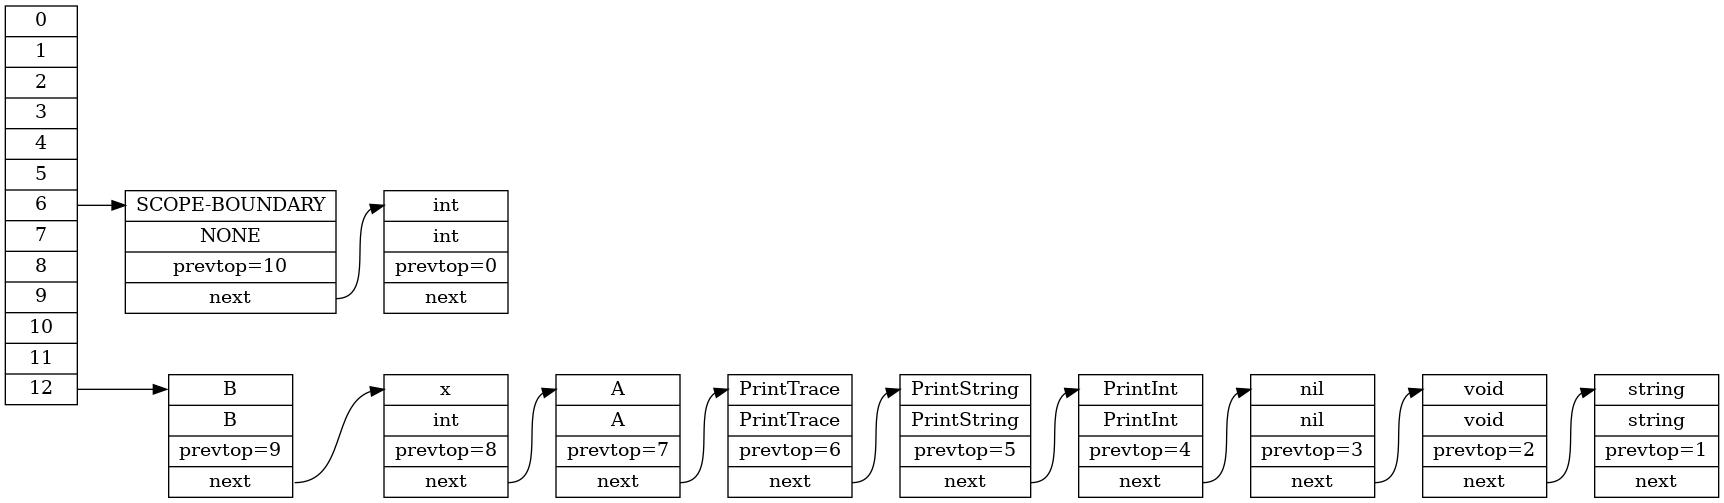 0
1
2
3
4
5
6
7
8
9
10
11
12
SCOPE-BOUNDARY
NONE
prevtop=10
next
int
int
prevtop=0
next
B
B
prevtop=9
next
x
int
prevtop=8
next
A
A
prevtop=7
next
PrintTrace
PrintTrace
prevtop=6
next
PrintString
PrintString
prevtop=5
next
PrintInt
PrintInt
prevtop=4
next
nil
nil
prevtop=3
next
void
void
prevtop=2
next
string
string
prevtop=1
next